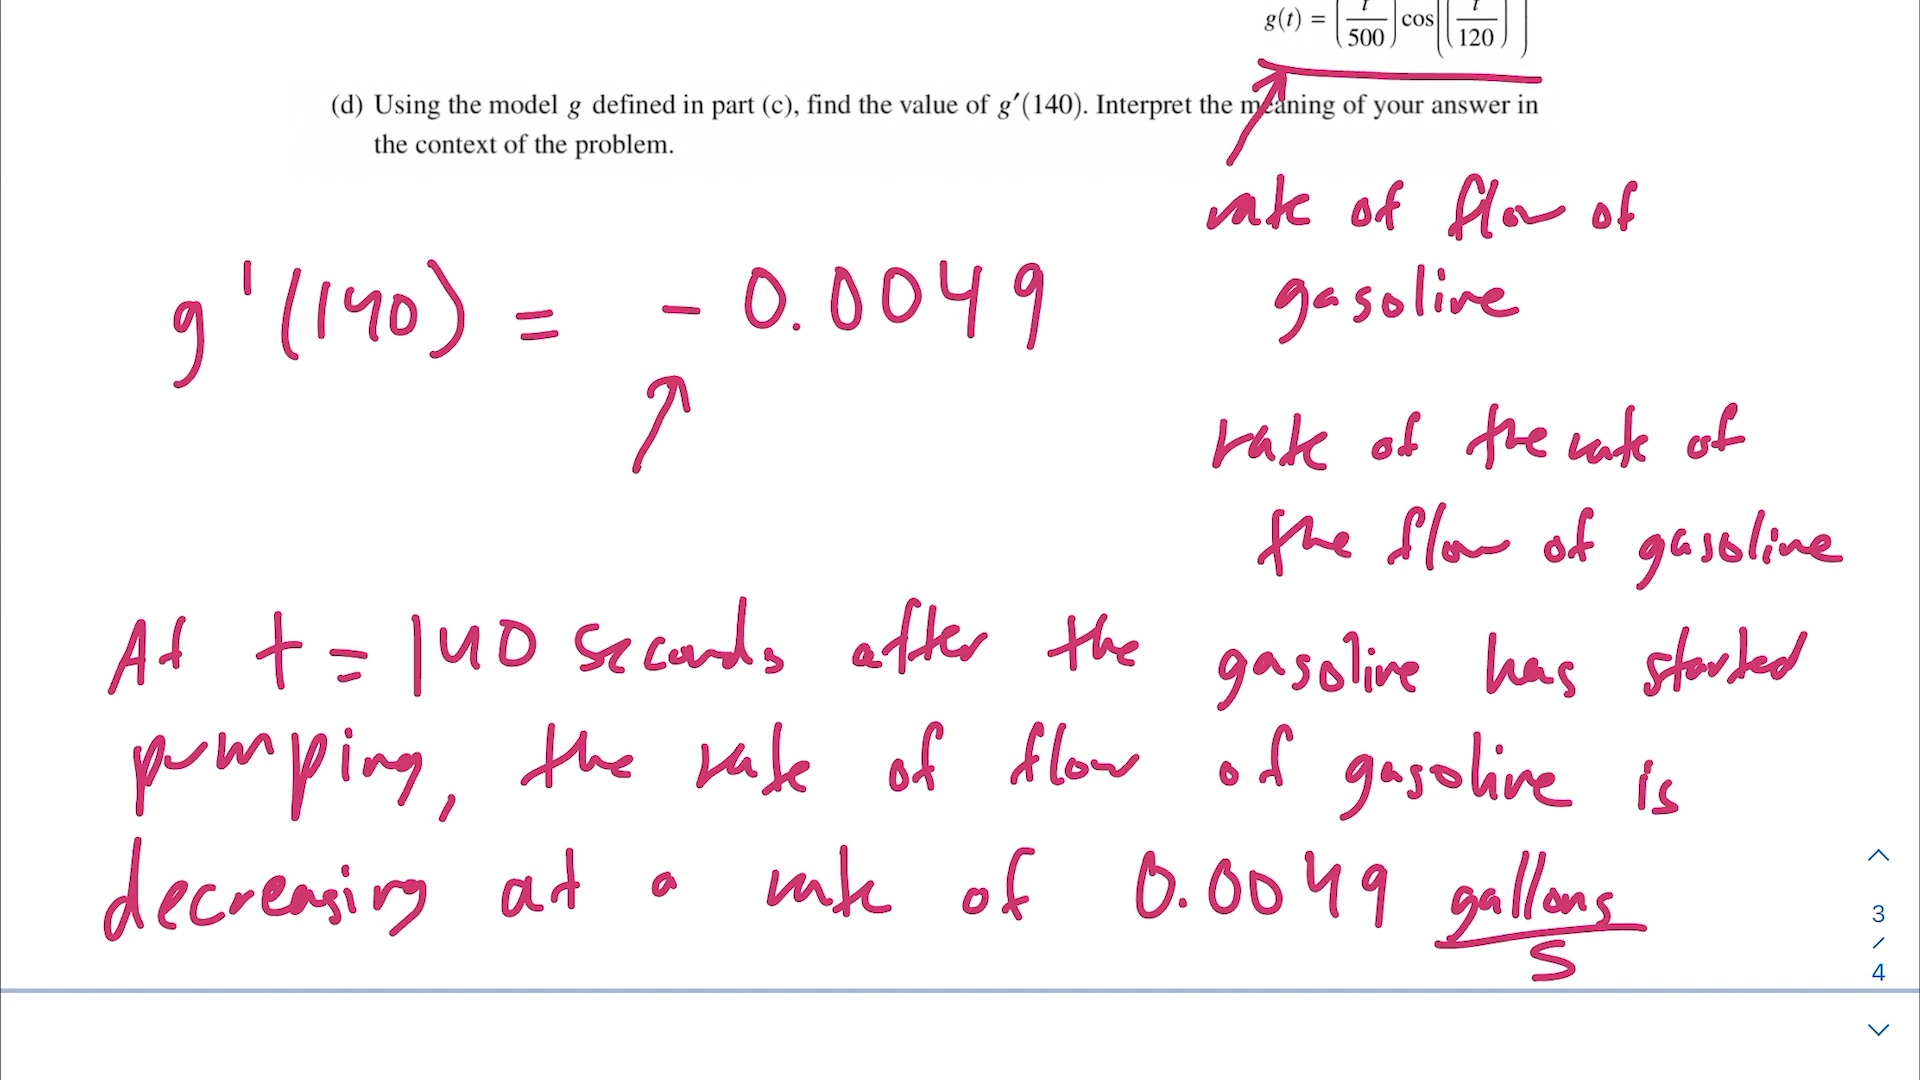 g(t) = (t/500) cos((t/120)
(d) Using the model g defined in part (c), find the value of g′(140). Interpret the meaning of your answer in
the context of the problem.
rate of flow of
gasoline
g'(140) = - 0.0049
rate of the rate of
the flow of gasoline
At t = 140 seconds after the gasoline has started
pumping, the rate of flow of gasoline is
decreasing at a rate of 0.0049 gallons/s
3
/
4